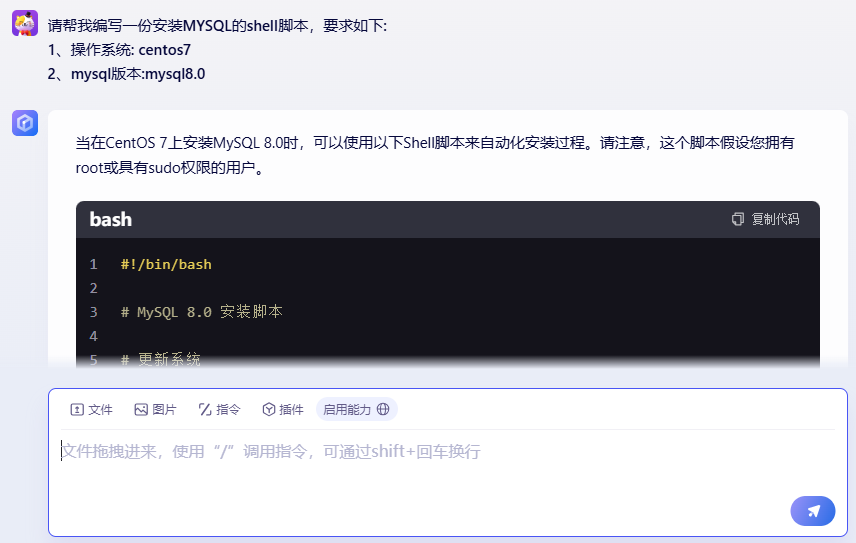 请帮我编写一份安装MYSQL的shell脚本，要求如下:
1、操作系统: centos7
2、mysql版本:mysql8.0
当在CentOS 7上安装MySQL 8.0时，可以使用以下Shell脚本来自动化安装过程。请注意，这个脚本假设您拥有
root或具有sudo权限的用户。
bash 复制代码
1 #!/bin/bash
2
3 # MySQL 8.0 安装脚本
4
5 # 更新系统
文件 图片 指令 插件 启用能力
文件拖拽进来，使用“/”调用指令，可通过shift+回车换行